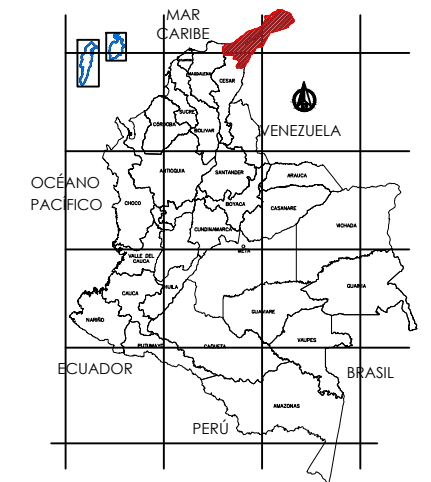 MAR
CARIBE
MAGDALENA
CESAR
SUCRE
CORDOBA
BOLIVAR
VENEZUELA
ANTIOQUIA
SANTANDER
ARAUCA
OCÉANO
PACÍFICO
CHOCO
BOYACA
CASANARE
CUNDINAMARCA
VICHADA
META
VALLE DEL
CAUCA
CAUCA
HUILA
GUAINIA
NARIÑO
GUAVIARE
PUTUMAYO
CAQUETA
VAUPES
ECUADOR
BRASIL
AMAZONAS
PERÚ